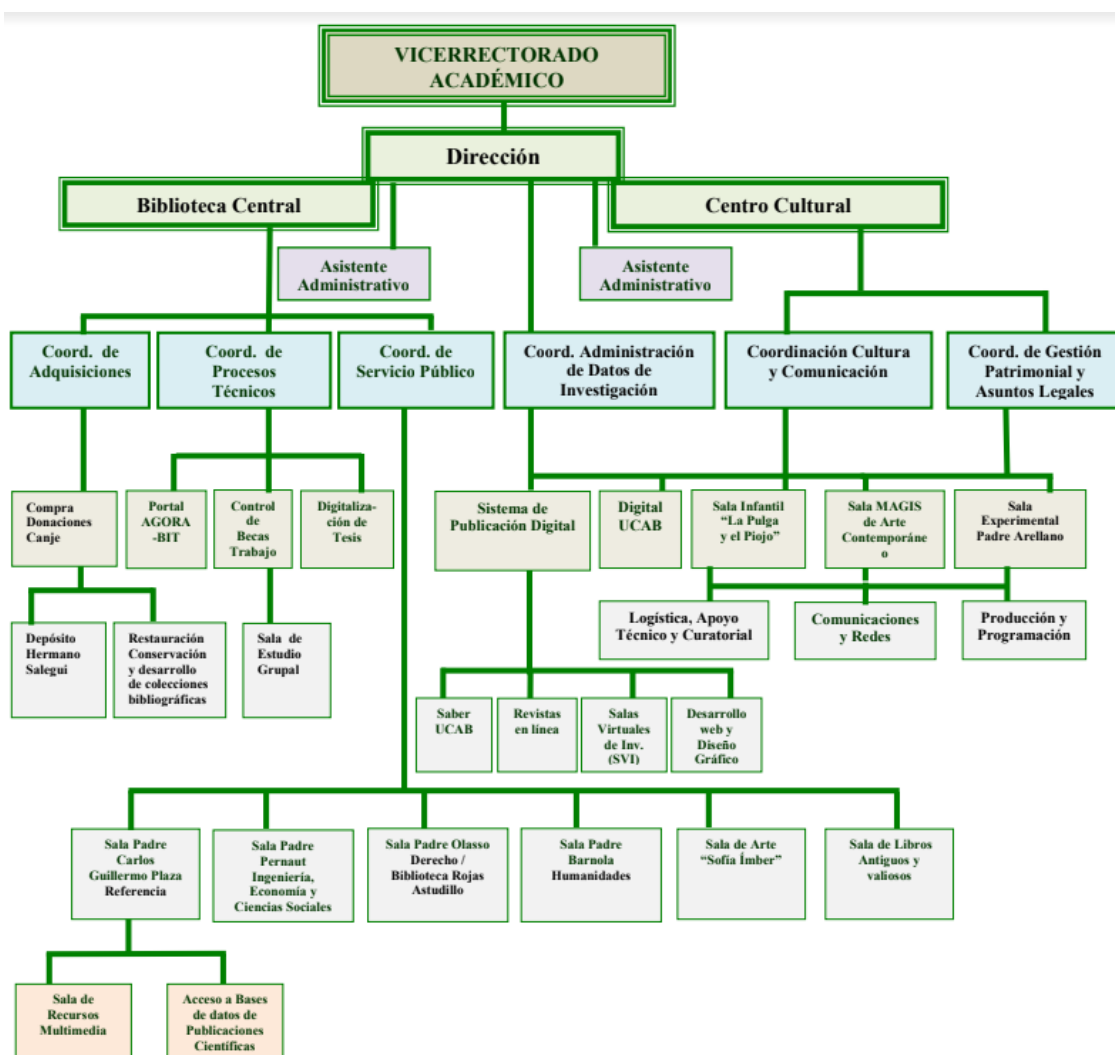 VICERRECTORADO
ACADÉMICO
Dirección
Biblioteca Central
Centro Cultural
Asistente
Administrativo
Asistente
Administrativo
Coord. de
Adquisiciones
Coord. de
Procesos
Técnicos
Coord. de
Servicio Público
Coord. Administración
de Datos de
Investigación
Coordinación Cultura
y Comunicación
Coord. de Gestión
Patrimonial y
Asuntos Legales
Compra
Donaciones
Canje
Portal
AGORA
-BIT
Control
de
Becas
Trabajo
Digitaliza-
ción de
Tesis
Sistema de
Publicación Digital
Digital
UCAB
Sala Infantil
“La Pulga
y el Piojo”
Sala MAGIS
de Arte
Contemporáne
o
Sala
Experimental
Padre Arellano
Depósito
Hermano
Salegui
Restauración
Conservación
y desarrollo
de colecciones
bibliográficas
Sala de
Estudio
Grupal
Logística, Apoyo
Técnico y Curatorial
Comunicaciones
y Redes
Producción y
Programación
Saber
UCAB
Revistas
en línea
Salas
Virtuales
de Inv.
(SVI)
Desarrollo
web y
Diseño
Gráfico
Sala Padre
Carlos
Guillermo Plaza
Referencia
Sala Padre
Pernaut
Ingeniería,
Economía y
Ciencias Sociales
Sala Padre Olasso
Derecho /
Biblioteca Rojas
Astudillo
Sala Padre
Barnola
Humanidades
Sala de Arte
“Sofía Ímber”
Sala de Libros
Antiguos y
valiosos
Sala de
Recursos
Multimedia
Acceso a Bases
de datos de
Publicaciones
Científicas